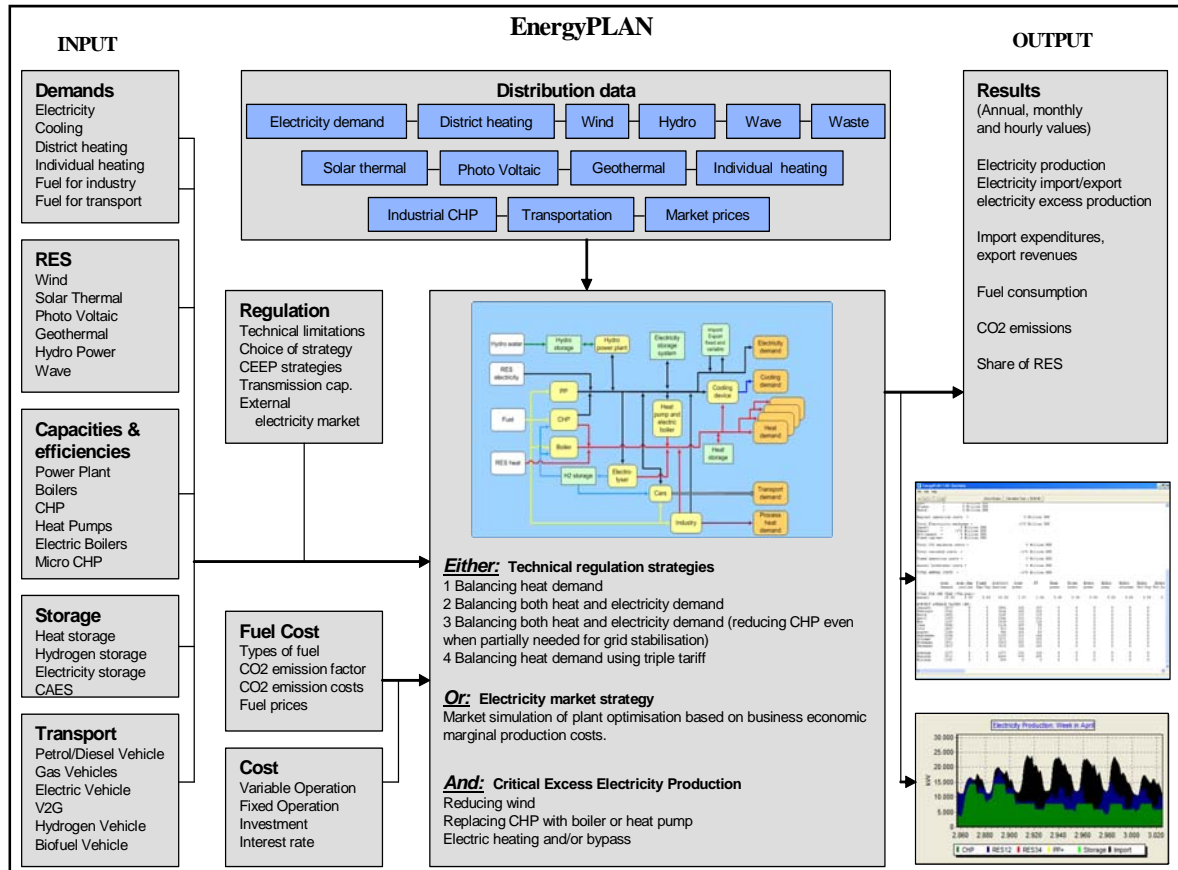 EnergyPLAN
INPUT
OUTPUT
Demands
Electricity
Cooling
District heating
Individual heating
Fuel for industry
Fuel for transport
RES
Wind
Solar Thermal
Photo Voltaic
Geothermal
Hydro Power
Wave
Capacities &
efficiencies
Power Plant
Boilers
CHP
Heat Pumps
Electric Boilers
Micro CHP
Storage
Heat storage
Hydrogen storage
Electricity storage
CAES
Transport
Petrol/Diesel Vehicle
Gas Vehicles
Electric Vehicle
V2G
Hydrogen Vehicle
Biofuel Vehicle
Distribution data
Electricity demand
District heating
Wind
Hydro
Wave
Waste
Solar thermal
Photo Voltaic
Geothermal
Individual heating
Industrial CHP
Transportation
Market prices
Regulation
Technical limitations
Choice of strategy
CEEP strategies
Transmission cap.
External
electricity market
Fuel Cost
Types of fuel
CO2 emission factor
CO2 emission costs
Fuel prices
Cost
Variable Operation
Fixed Operation
Investment
Interest rate
Hydro water
Hydro
storage
Hydro
power plant
Electricity
storage
system
Import
Export
fixed and
variable
Electricity
demand
RES
electricity
PP
Cooling
device
Cooling
demand
Fuel
CHP
Heat
pump and
electric
boiler
Heat
demand
Boiler
RES heat
Heat
storage
H2 storage
Electro-
lyser
Cars
Transport
demand
Industry
Process
heat
demand
Either: Technical regulation strategies
1 Balancing heat demand
2 Balancing both heat and electricity demand
3 Balancing both heat and electricity demand (reducing CHP even
when partially needed for grid stabilisation)
4 Balancing heat demand using triple tariff
Or: Electricity market strategy
Market simulation of plant optimisation based on business economic
marginal production costs.
And: Critical Excess Electricity Production
Reducing wind
Replacing CHP with boiler or heat pump
Electric heating and/or bypass
Results
(Annual, monthly
and hourly values)
Electricity production
Electricity import/export
electricity excess production
Import expenditures,
export revenues
Fuel consumption
CO2 emissions
Share of RES
Electricity Production: Week in April
30.000
25.000
20.000
15.000
10.000
5.000
0
kW
2.860 2.880 2.900 2.920 2.940 2.960 2.980 3.000 3.020
CHP RES12 RES34 PP+ Storage Import